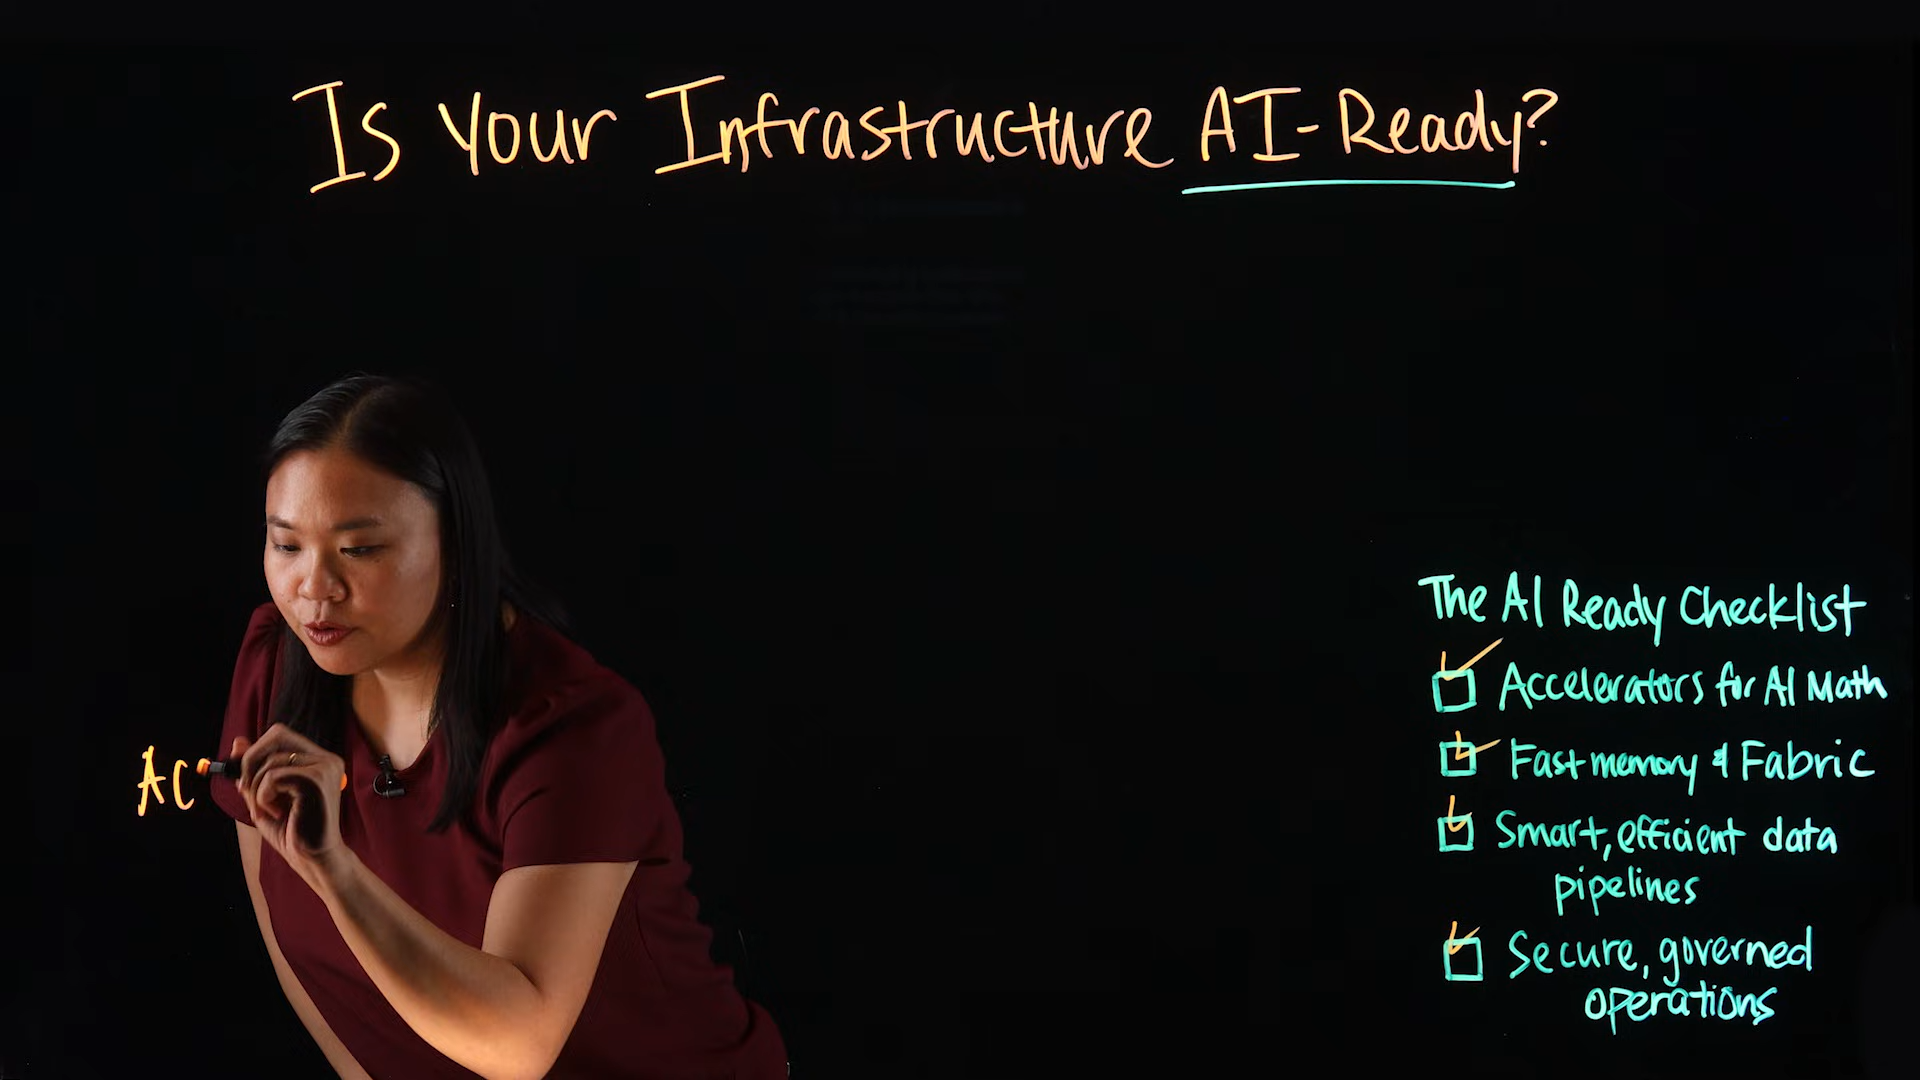 Is Your Infrastructure AI-Ready?
The AI Ready Checklist
Accelerators for AI Math
Fast memory & Fabric
Smart, efficient data
pipelines
Secure, governed
operations
AC